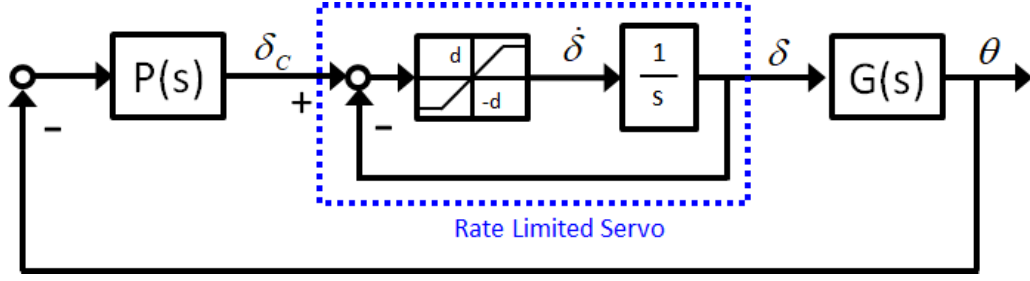 P(s)
δ_C
+
-
d
-d
δ̇
1
s
δ
G(s)
θ
-
Rate Limited Servo